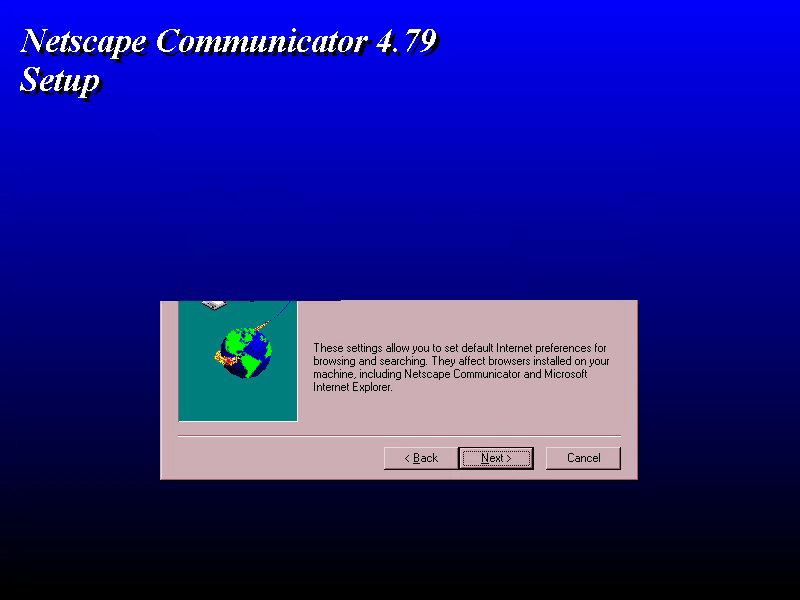 Netscape Communicator 4.79
Setup
These settings allow you to set default Internet preferences for
browsing and searching. They affect browsers installed on your
machine, including Netscape Communicator and Microsoft
Internet Explorer.
< Back Next > Cancel